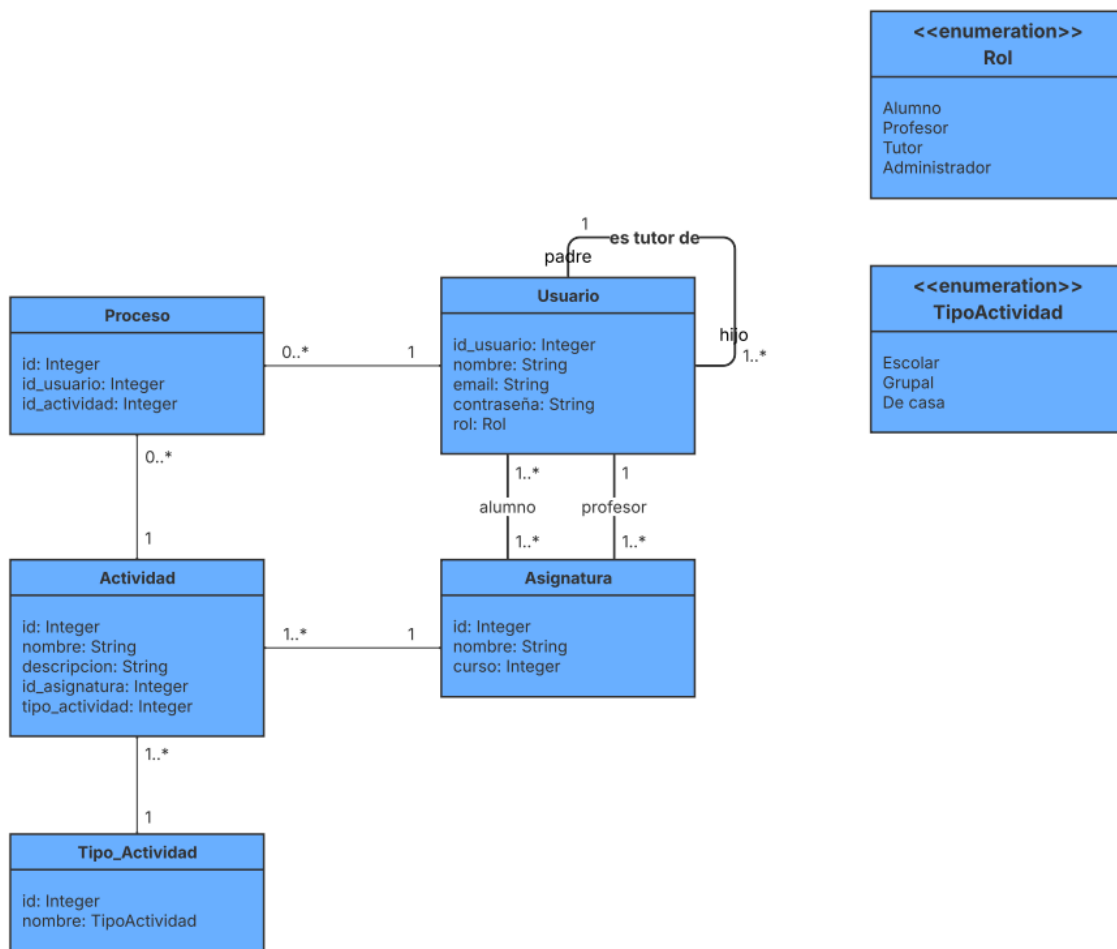 <<enumeration>>
Rol
Alumno
Profesor
Tutor
Administrador
1
es tutor de
padre
hijo
1..*
<<enumeration>>
TipoActividad
Escolar
Grupal
De casa
Proceso
id: Integer
id_usuario: Integer
id_actividad: Integer
0..*
1
Usuario
id_usuario: Integer
nombre: String
email: String
contraseña: String
rol: Rol
0..*
1
1..*
alumno
1..*
1
profesor
1..*
Actividad
id: Integer
nombre: String
descripcion: String
id_asignatura: Integer
tipo_actividad: Integer
1..*
1
Asignatura
id: Integer
nombre: String
curso: Integer
1..*
1
Tipo_Actividad
id: Integer
nombre: TipoActividad